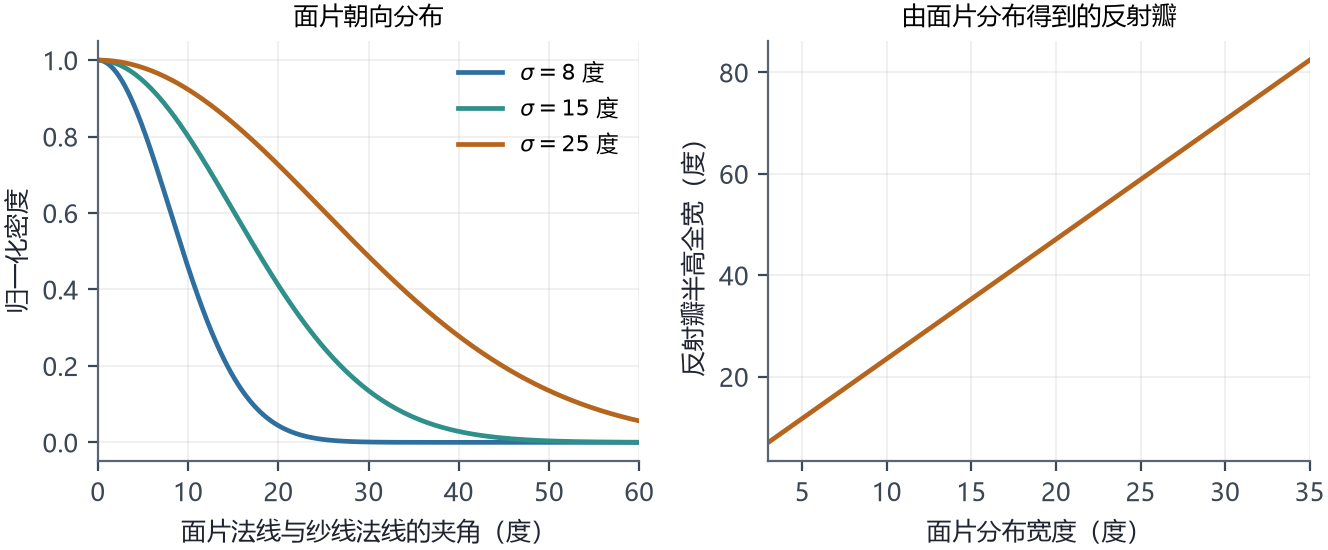 面片朝向分布
归一化密度
1.0
0.8
0.6
0.4
0.2
0.0
σ = 8 度
σ = 15 度
σ = 25 度
0 10 20 30 40 50 60
面片法线与纱线法线的夹角（度）
由面片分布得到的反射瓣
反射瓣半高全宽（度）
80
60
40
20
5 10 15 20 25 30 35
面片分布宽度（度）